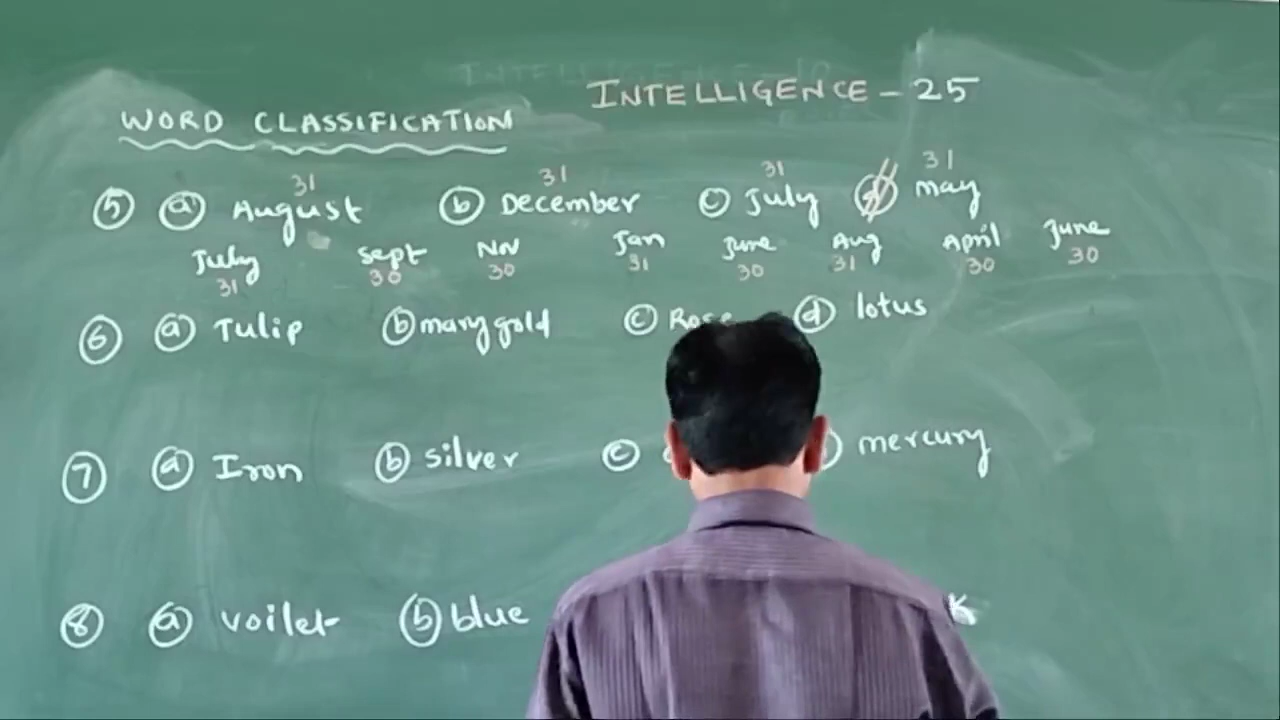 INTELLIGENCE - 25
WORD CLASSIFICATION
31 31 31 31
5 a August b December c July d may
July sept Nov Jan June Aug April June
31 30 30 31 30 31 30 30
6 a Tulip b marygold c Rose d lotus
7 a Iron b silver c mercury
8 a voilet b blue